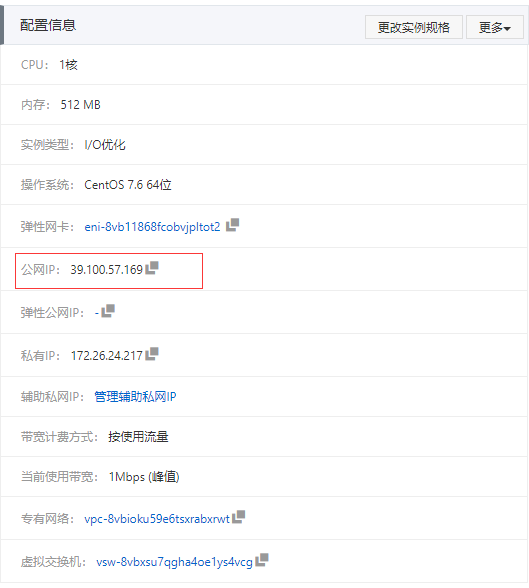 配置信息 更改实例规格 更多
CPU： 1核
内存： 512 MB
实例类型： I/O优化
操作系统： CentOS 7.6 64位
弹性网卡： eni-8vb11868fcobvjpltot2
公网IP： 39.100.57.169
弹性公网IP： -
私有IP： 172.26.24.217
辅助私网IP： 管理辅助私网IP
带宽计费方式： 按使用流量
当前使用带宽： 1Mbps (峰值)
专有网络： vpc-8vbioku59e6tsxrabxrwt
虚拟交换机： vsw-8vbxsu7qgha4oe1ys4vcg